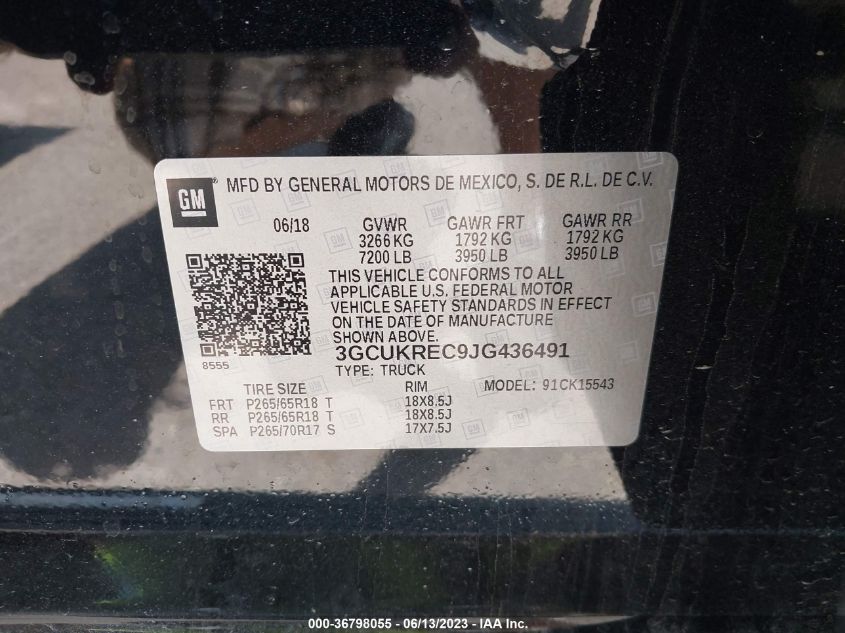 GM ® MFD BY GENERAL MOTORS DE MEXICO, S. DE R.L. DE C.V.
06/18 GVWR GAWR FRT GAWR RR
3266 KG 1792 KG 1792 KG
7200 LB 3950 LB 3950 LB
THIS VEHICLE CONFORMS TO ALL
APPLICABLE U.S. FEDERAL MOTOR
VEHICLE SAFETY STANDARDS IN EFFECT
ON THE DATE OF MANUFACTURE
SHOWN ABOVE.
8555 3GCUKREC9JG436491
TYPE: TRUCK
TIRE SIZE RIM MODEL: 91CK15543
FRT P265/65R18 T 18X8.5J
RR P265/65R18 T 18X8.5J
SPA P265/70R17 S 17X7.5J
000-36798055 - 06/13/2023 - IAA Inc.